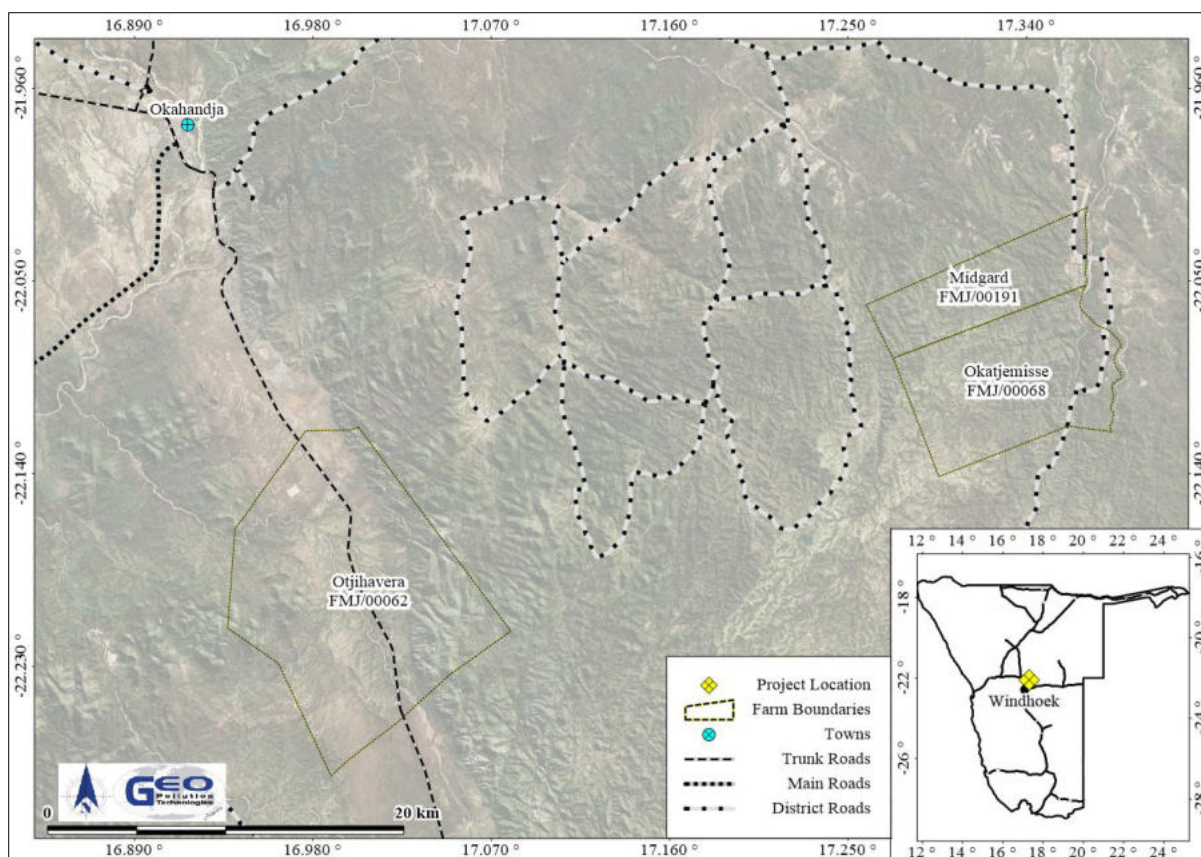 16.890 ° 16.980 ° 17.070 ° 17.160 ° 17.250 ° 17.340 °
-21.960 ° -21.960 °
Okahandja
-22.050 ° -22.050 °
Midgard
FMJ/00191
Okatjemisse
FMJ/00068
-22.140 ° -22.140 °
Otjihavera
FMJ/00062
-22.230 °
Project Location
Farm Boundaries
Towns
Trunk Roads
Main Roads
District Roads
12 ° 14 ° 16 ° 18 ° 20 ° 22 ° 24 °
-16 °
-18 °
-20 °
-22 °
Windhoek
-24 °
-26 °
-28 °
12 ° 14 ° 16 ° 18 ° 20 ° 22 ° 24 °
GEO
Pollution
Technologies
0 20 km
16.890 ° 16.980 ° 17.070 ° 17.160 ° 17.250 °